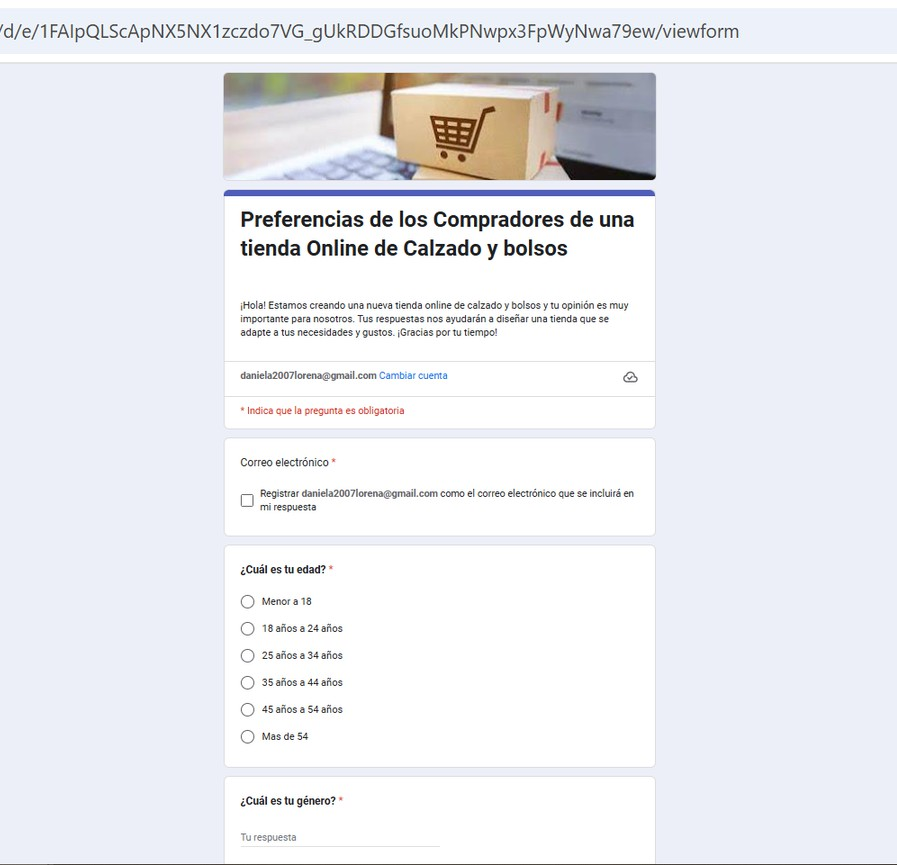 /d/e/1FAIpQLScApNX5NX1zczdo7VG_gUkRDDGfsuoMkPNwpx3FpWyNwa79ew/viewform
Preferencias de los Compradores de una
tienda Online de Calzado y bolsos
¡Hola! Estamos creando una nueva tienda online de calzado y bolsos y tu opinión es muy
importante para nosotros. Tus respuestas nos ayudarán a diseñar una tienda que se
adapte a tus necesidades y gustos. ¡Gracias por tu tiempo!
daniela2007lorena@gmail.com Cambiar cuenta
* Indica que la pregunta es obligatoria
Correo electrónico *
Registrar daniela2007lorena@gmail.com como el correo electrónico que se incluirá en
mi respuesta
¿Cuál es tu edad? *
Menor a 18
18 años a 24 años
25 años a 34 años
35 años a 44 años
45 años a 54 años
Mas de 54
¿Cuál es tu género? *
Tu respuesta